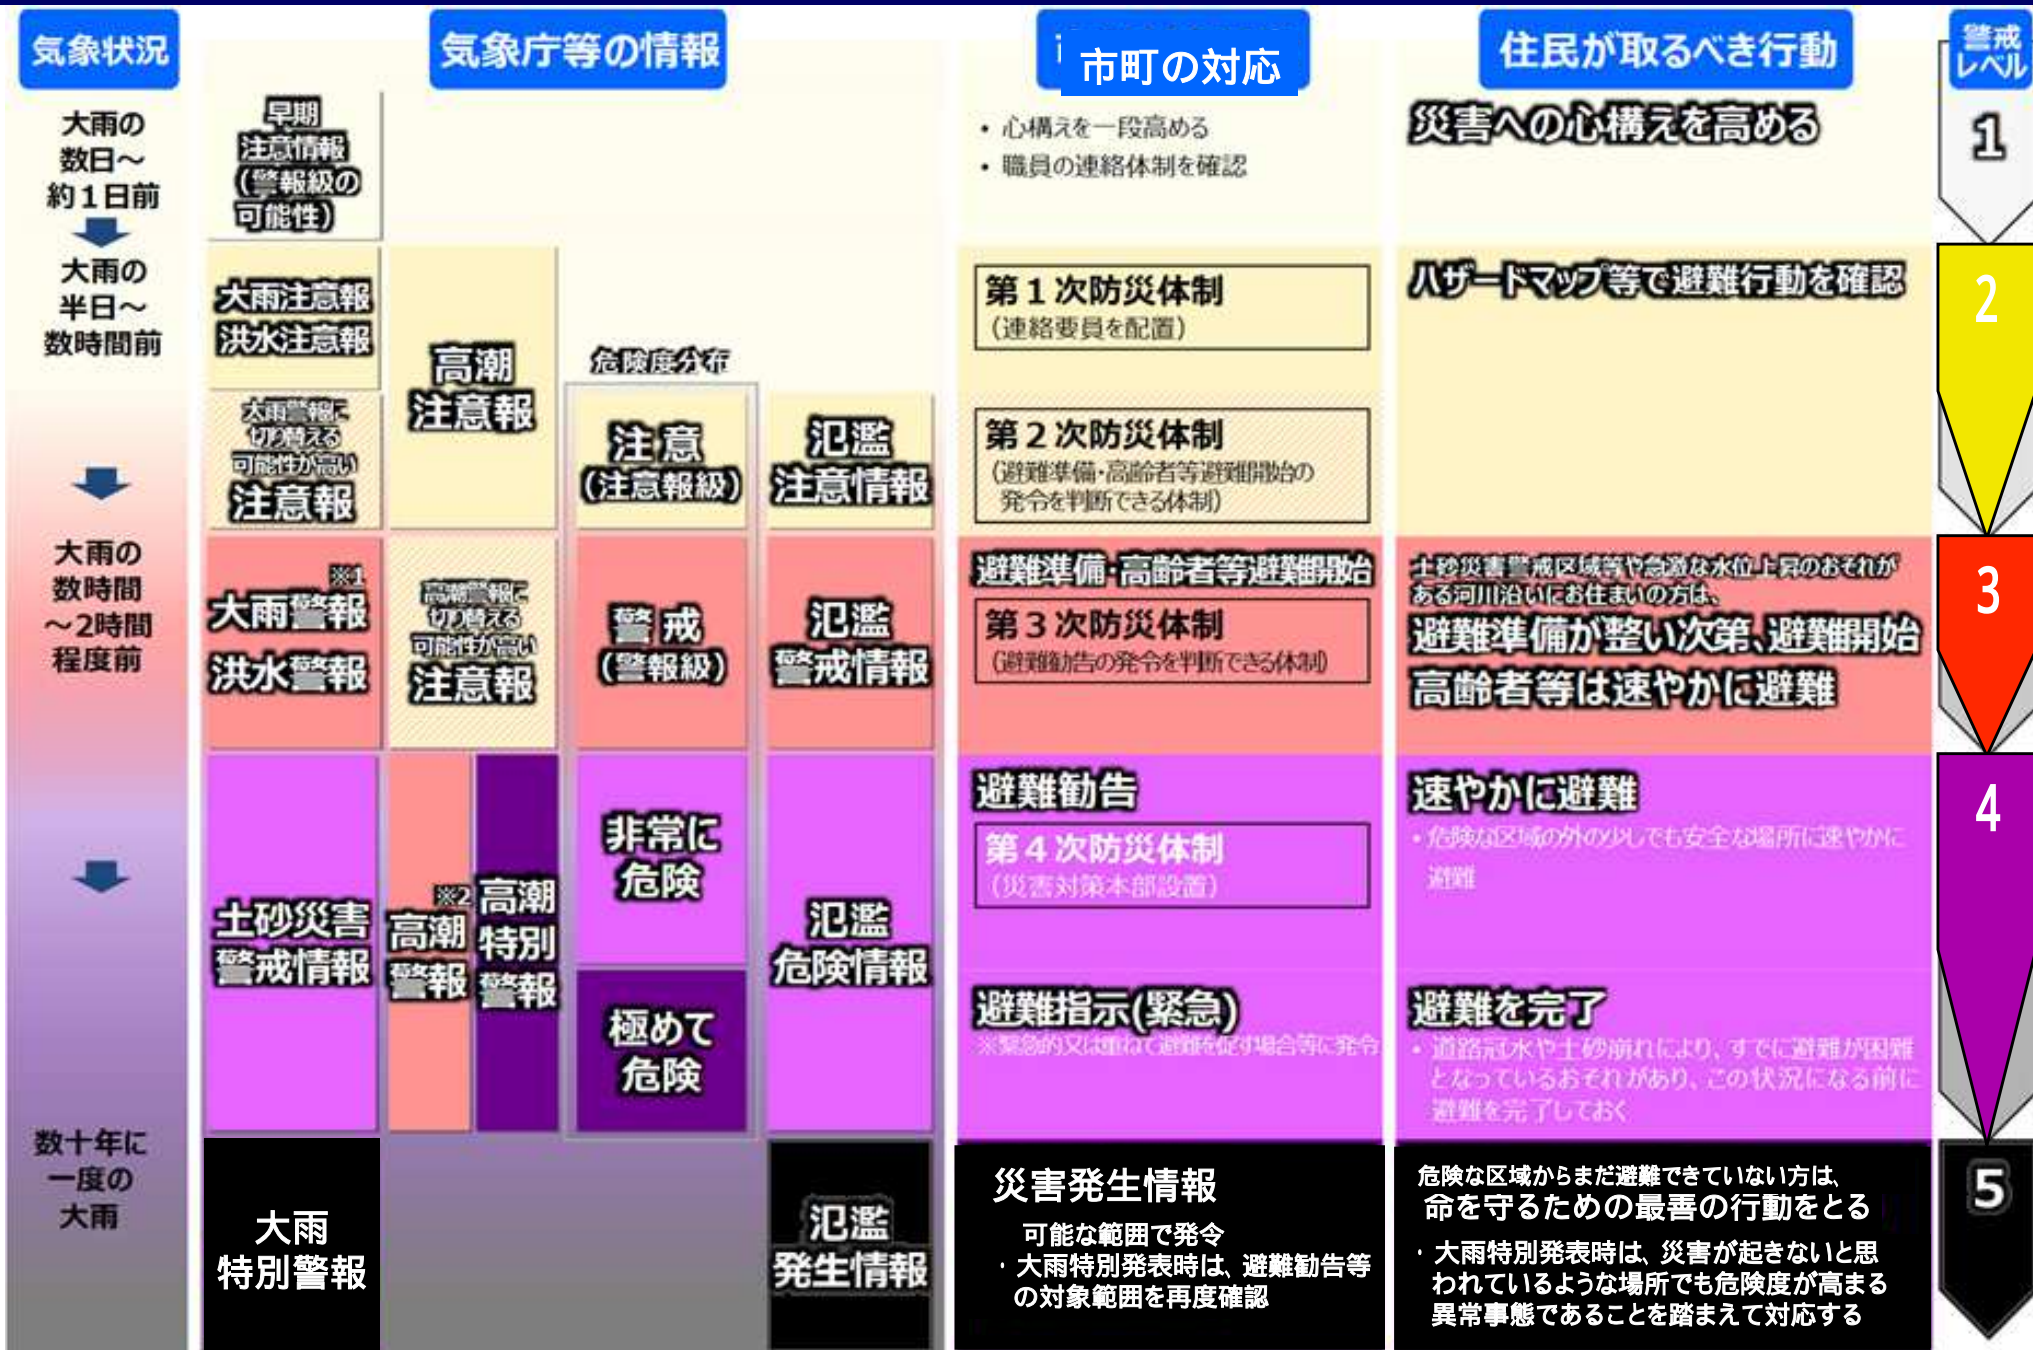 気象状況
気象庁等の情報
市町の対応
住民が取るべき行動
警戒
レベル
大雨の
数日～
約１日前
早期
注意情報
(警報級の
可能性)
・心構えを一段高める
・職員の連絡体制を確認
災害への心構えを高める
1
大雨の
半日～
数時間前
大雨注意報
洪水注意報
高潮
注意報
危険度分布
第１次防災体制
(連絡要員を配置)
ハザードマップ等で避難行動を確認
2
大雨警報に
切り替える
可能性が高い
注意報
注意
(注意報級)
氾濫
注意情報
第２次防災体制
(避難準備・高齢者等避難開始の
発令を判断できる体制)
大雨の
数時間
～2時間
程度前
※1
大雨警報
洪水警報
高潮警報に
切り替える
可能性が高い
注意報
警戒
(警報級)
氾濫
警戒情報
避難準備・高齢者等避難開始
第３次防災体制
(避難勧告の発令を判断できる体制)
土砂災害警戒区域等や急激な水位上昇のおそれが
ある河川沿いにお住まいの方は、
避難準備が整い次第、避難開始
高齢者等は速やかに避難
3
土砂災害
警戒情報
※2
高潮
警報
高潮
特別
警報
非常に
危険
極めて
危険
氾濫
危険情報
避難勧告
第４次防災体制
(災害対策本部設置)
避難指示(緊急)
※緊急的又は重ねて避難を促す場合等に発令
速やかに避難
・危険な区域の外の少しでも安全な場所に速やかに
避難
避難を完了
・道路冠水や土砂崩れにより、すでに避難が困難
となっているおそれがあり、この状況になる前に
避難を完了しておく
4
数十年に
一度の
大雨
大雨
特別警報
氾濫
発生情報
災害発生情報
可能な範囲で発令
・大雨特別発表時は、避難勧告等
の対象範囲を再度確認
危険な区域からまだ避難できていない方は、
命を守るための最善の行動をとる
・大雨特別発表時は、災害が起きないと思
われているような場所でも危険度が高まる
異常事態であることを踏まえて対応する
5